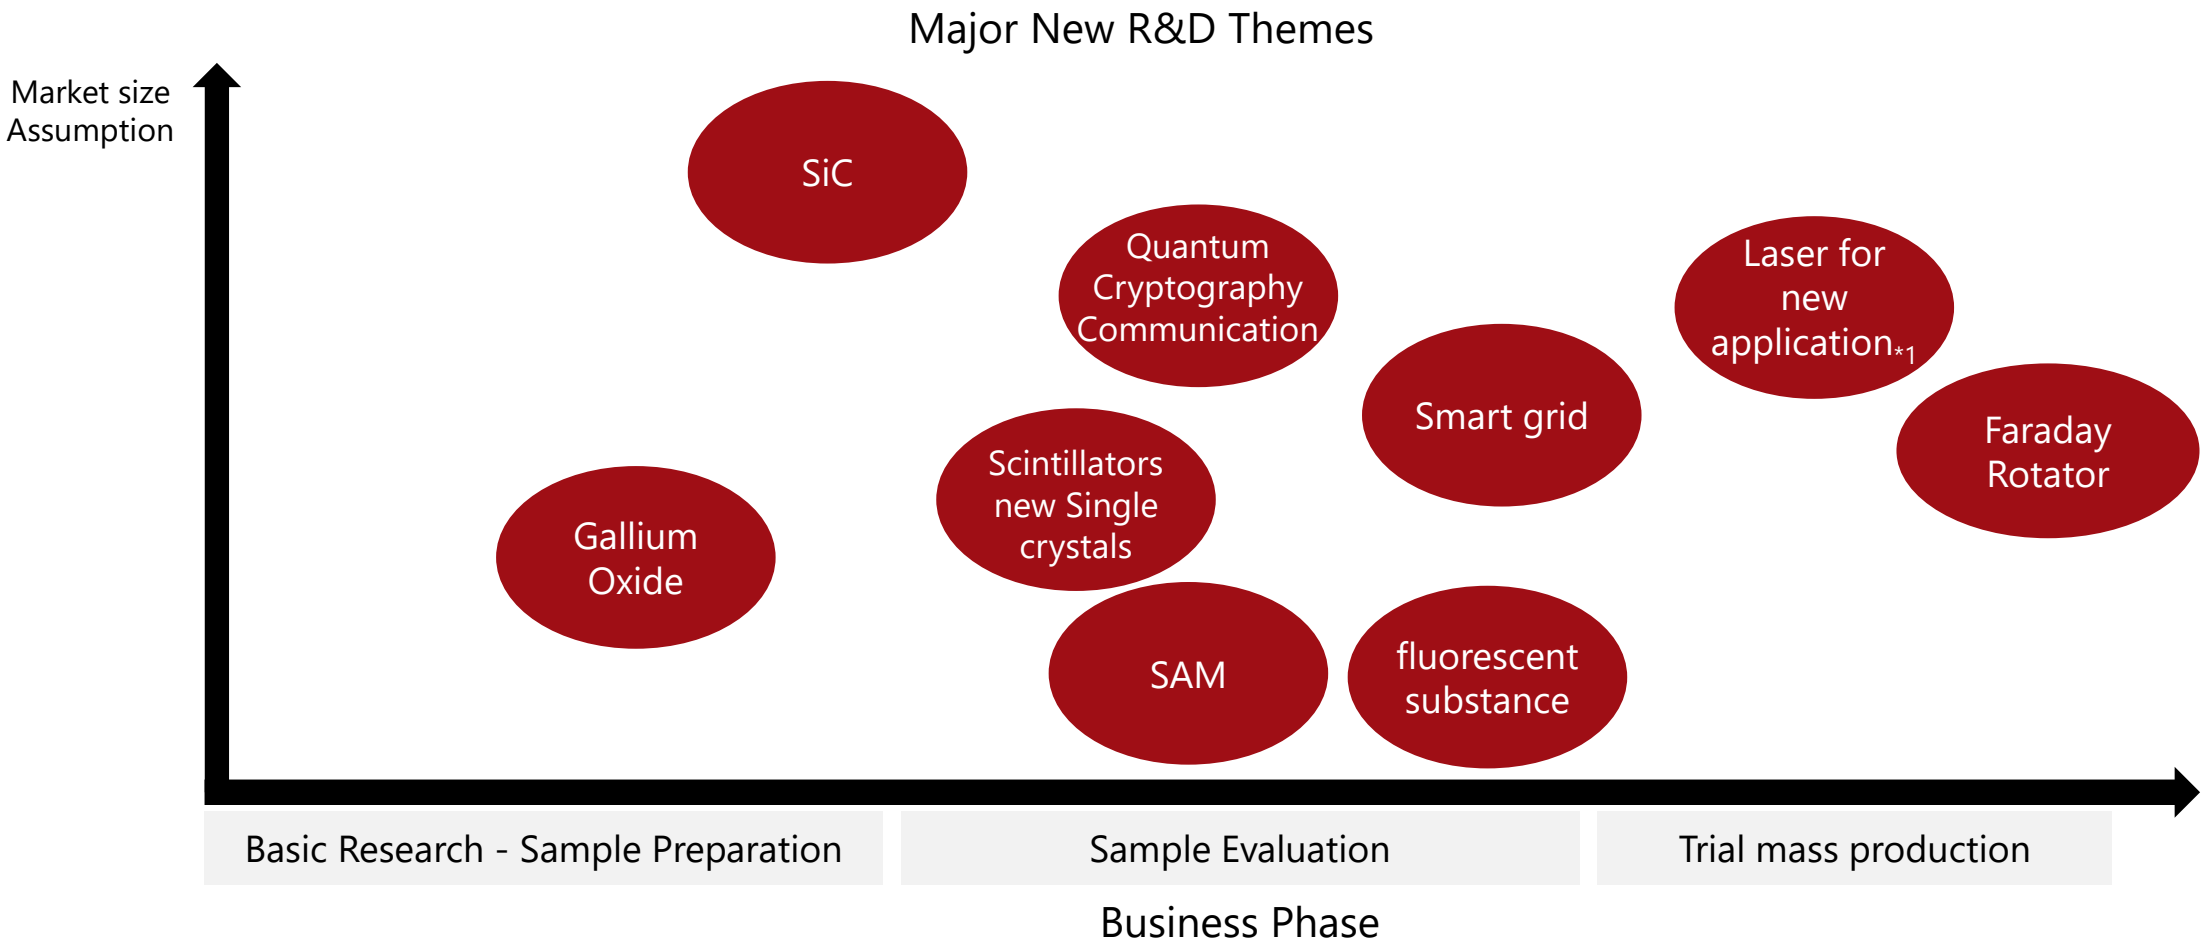 Major New R&D Themes
Market size
Assumption
SiC
Quantum
Cryptography
Communication
Laser for
new
application*1
Smart grid
Faraday
Rotator
Scintillators
new Single
crystals
Gallium
Oxide
SAM
fluorescent
substance
Basic Research - Sample Preparation
Sample Evaluation
Trial mass production
Business Phase